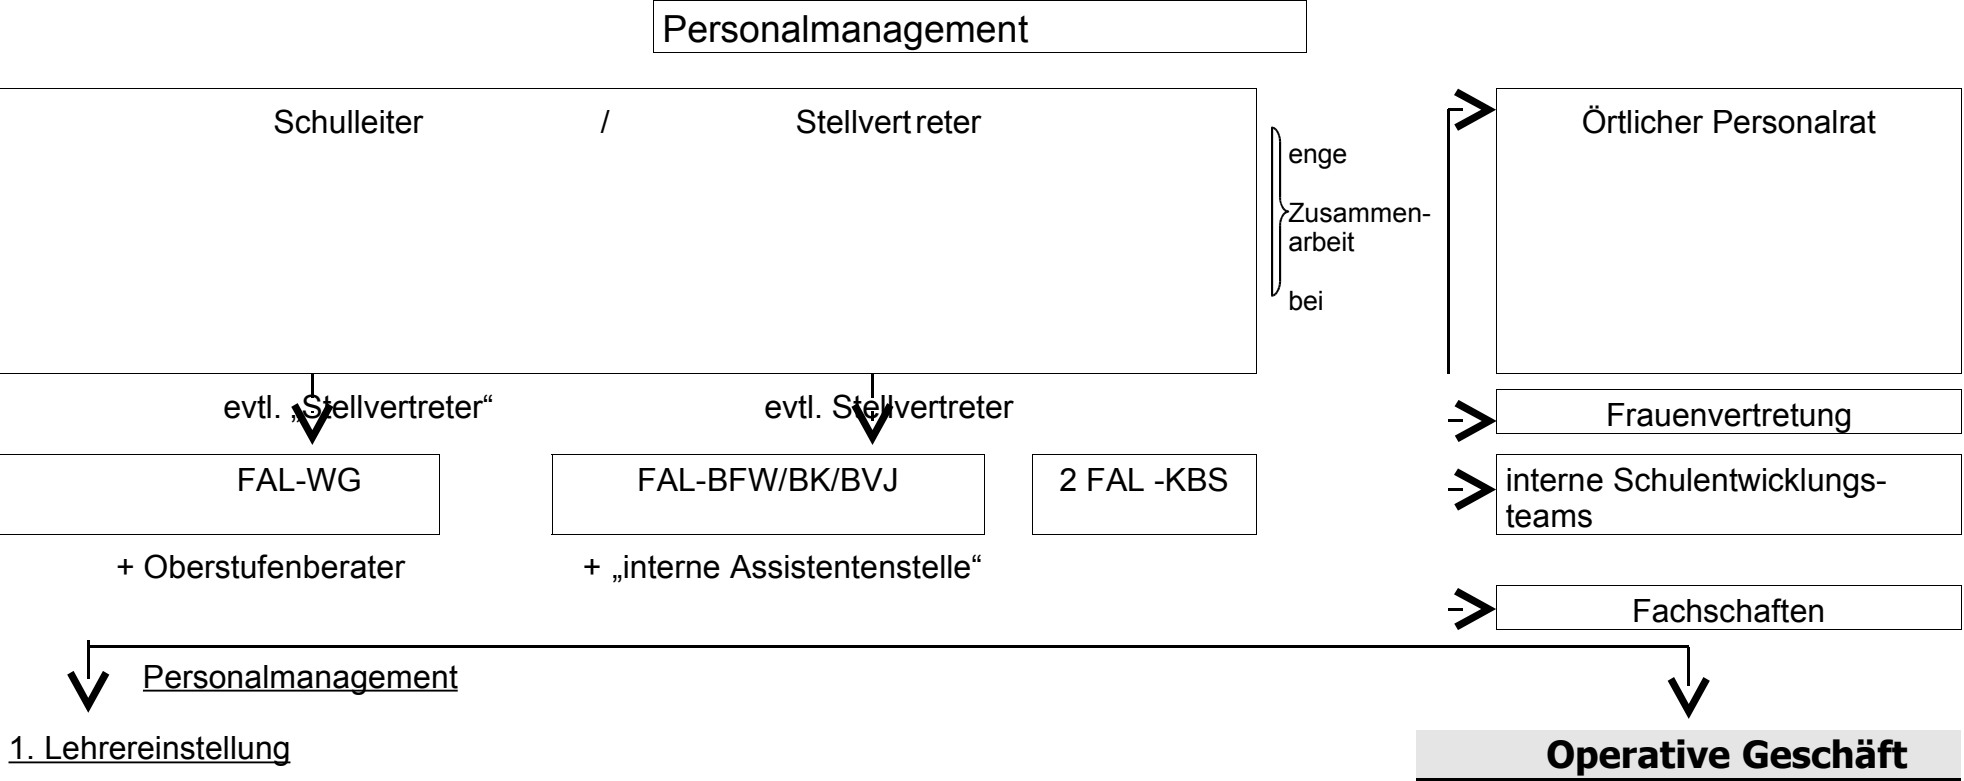 Personalmanagement
Schulleiter / Stellvertreter
enge
Zusammen-
arbeit
bei
Örtlicher Personalrat
evtl. „Stellvertreter“ evtl. Stellvertreter
Frauenvertretung
FAL-WG FAL-BFW/BK/BVJ 2 FAL -KBS
interne Schulentwicklungs-
teams
+ Oberstufenberater + „interne Assistentenstelle“
Fachschaften
Personalmanagement
1. Lehrereinstellung
Operative Geschäft